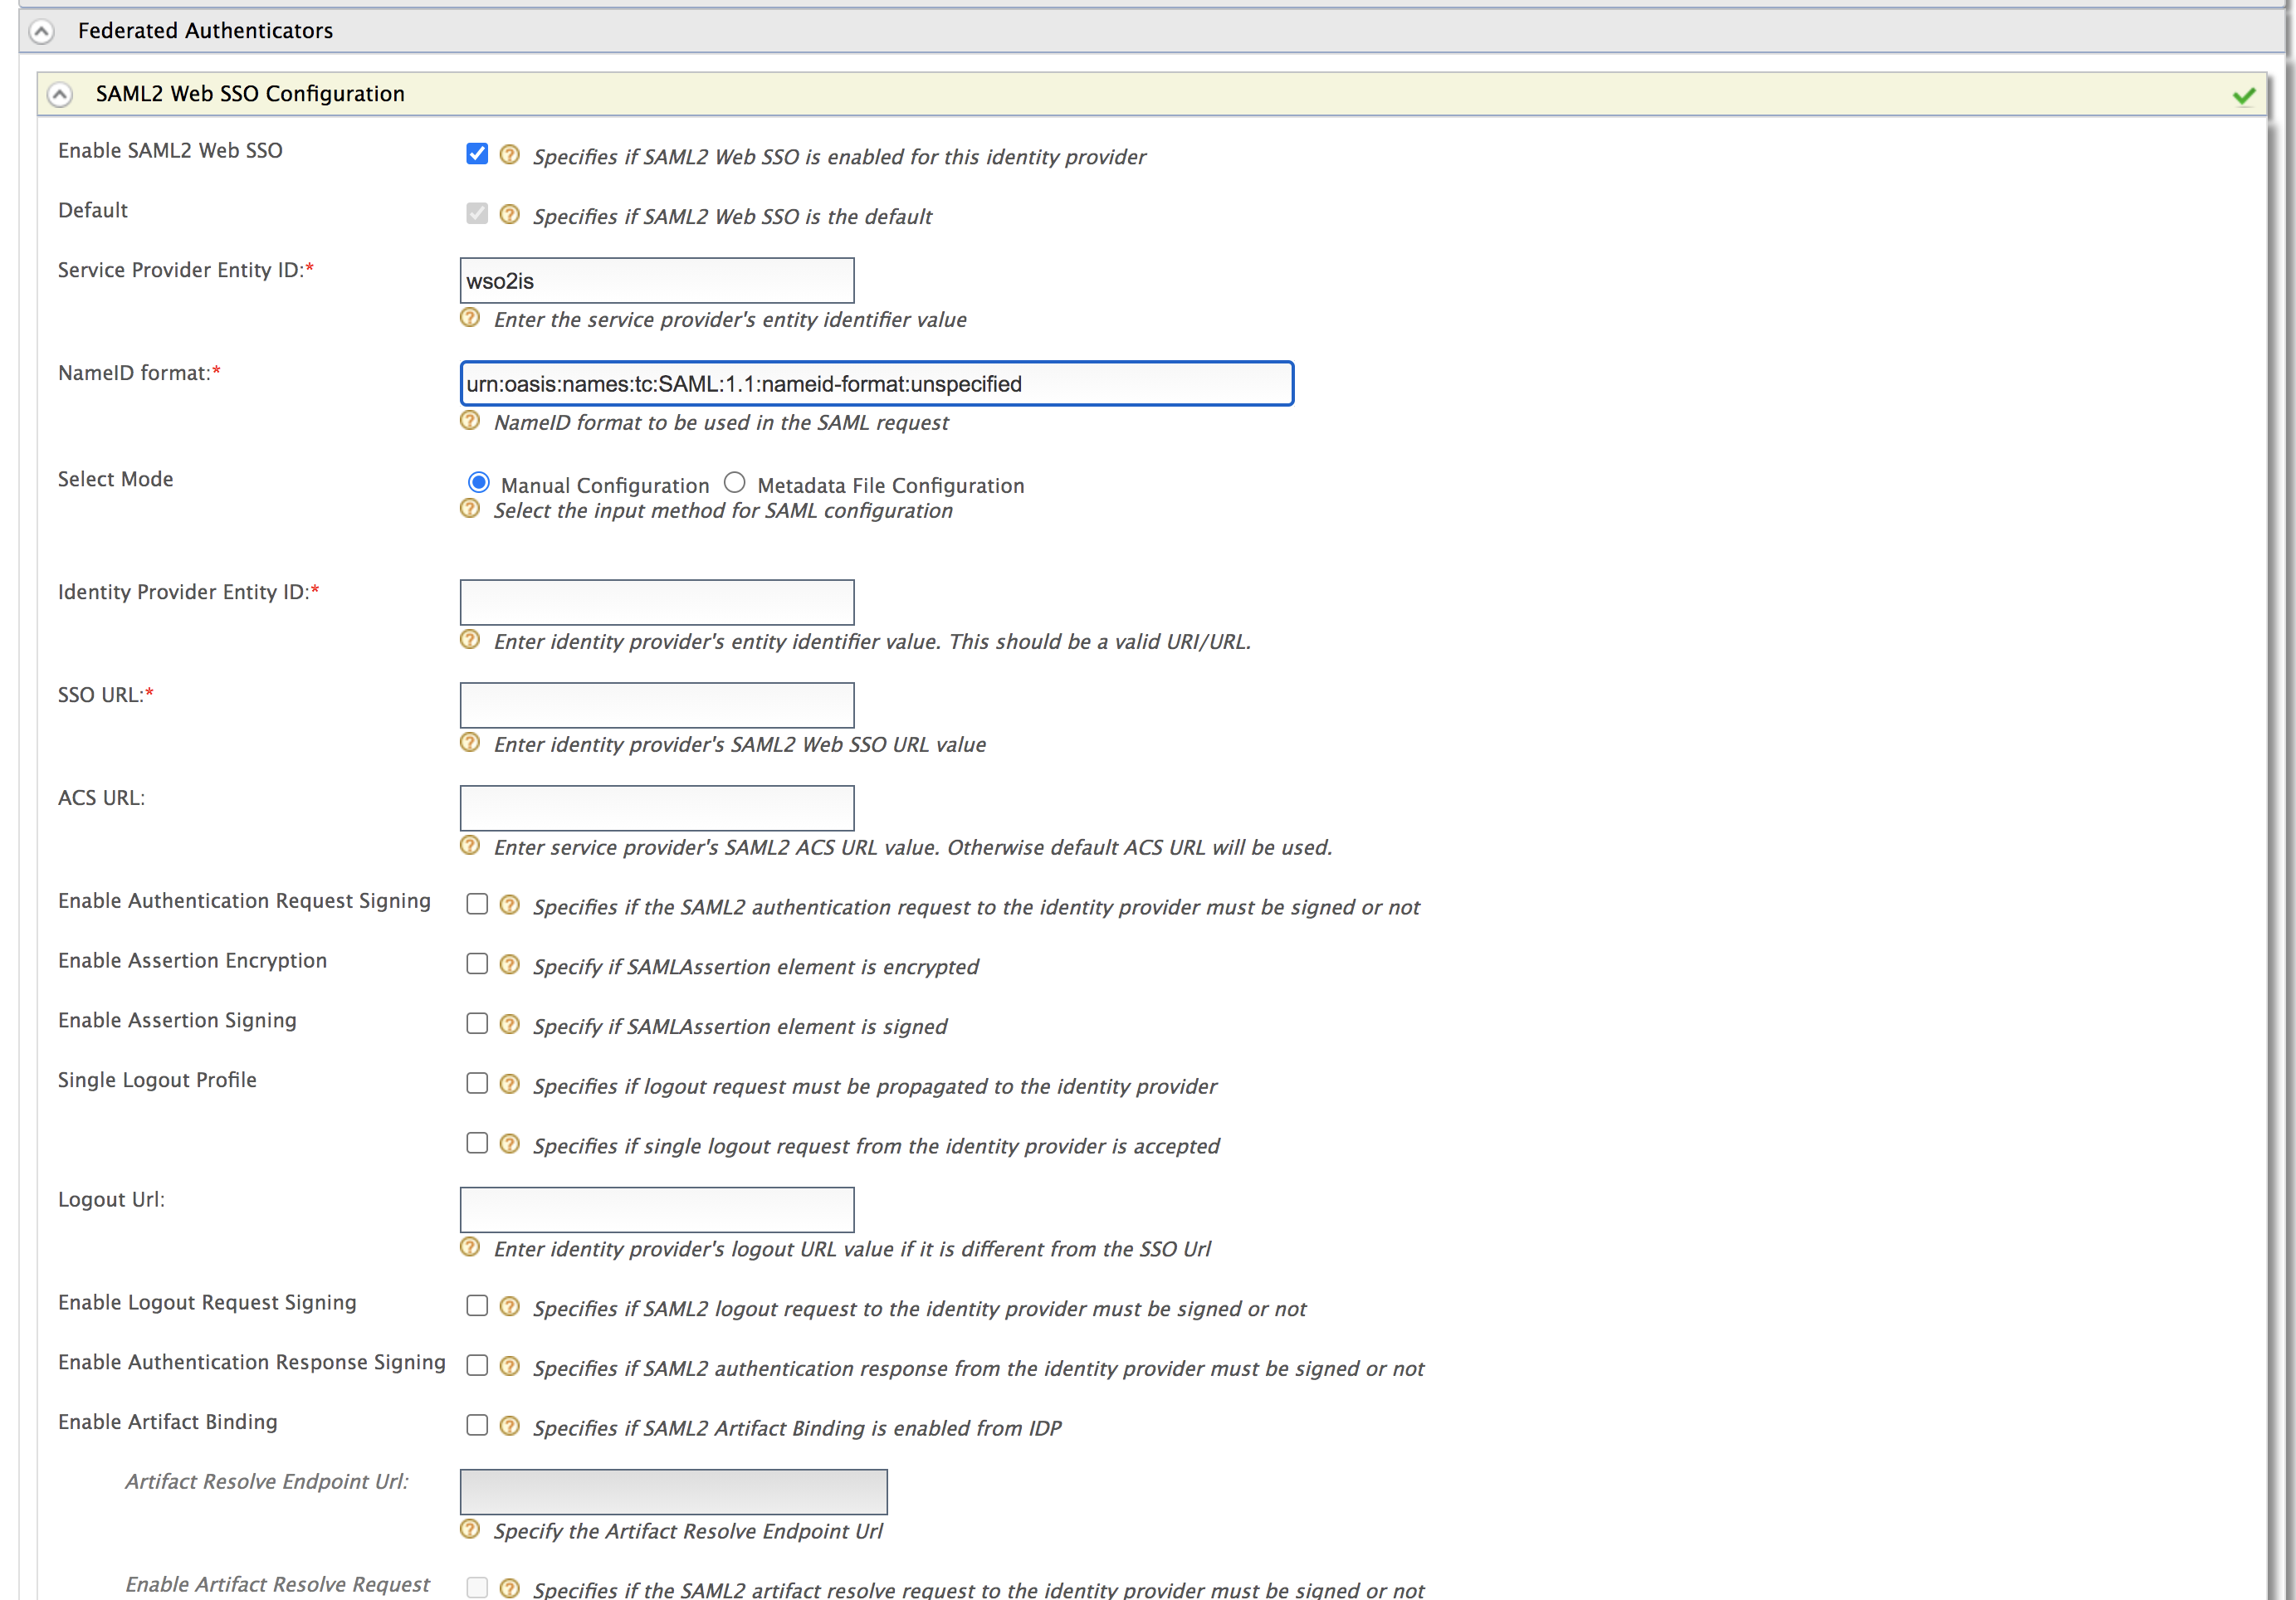 Federated Authenticators
SAML2 Web SSO Configuration
Enable SAML2 Web SSO
Specifies if SAML2 Web SSO is enabled for this identity provider
Default
Specifies if SAML2 Web SSO is the default
Service Provider Entity ID:*
wso2is
Enter the service provider's entity identifier value
NameID format:*
urn:oasis:names:tc:SAML:1.1:nameid-format:unspecified
NameID format to be used in the SAML request
Select Mode
Manual Configuration Metadata File Configuration
Select the input method for SAML configuration
Identity Provider Entity ID:*
Enter identity provider's entity identifier value. This should be a valid URI/URL.
SSO URL:*
Enter identity provider's SAML2 Web SSO URL value
ACS URL:
Enter service provider's SAML2 ACS URL value. Otherwise default ACS URL will be used.
Enable Authentication Request Signing
Specifies if the SAML2 authentication request to the identity provider must be signed or not
Enable Assertion Encryption
Specify if SAMLAssertion element is encrypted
Enable Assertion Signing
Specify if SAMLAssertion element is signed
Single Logout Profile
Specifies if logout request must be propagated to the identity provider
Specifies if single logout request from the identity provider is accepted
Logout Url:
Enter identity provider's logout URL value if it is different from the SSO Url
Enable Logout Request Signing
Specifies if SAML2 logout request to the identity provider must be signed or not
Enable Authentication Response Signing
Specifies if SAML2 authentication response from the identity provider must be signed or not
Enable Artifact Binding
Specifies if SAML2 Artifact Binding is enabled from IDP
Artifact Resolve Endpoint Url:
Specify the Artifact Resolve Endpoint Url
Enable Artifact Resolve Request
Specifies if the SAML2 artifact resolve request to the identity provider must be signed or not